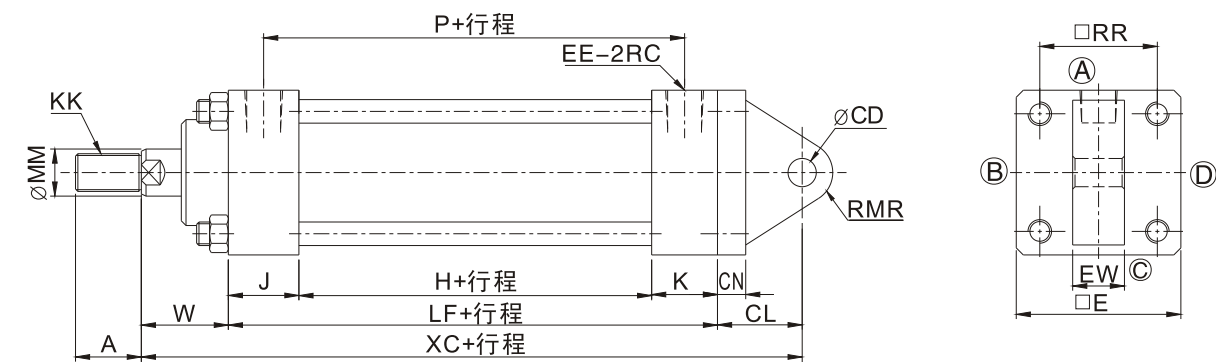 P+行程
EE-2RC
KK
ØMM
ØCD
RMR
J
H+行程
K
CN
W
LF+行程
CL
A
XC+行程
□RR
Ⓐ
Ⓑ
Ⓓ
EW
Ⓒ
□E